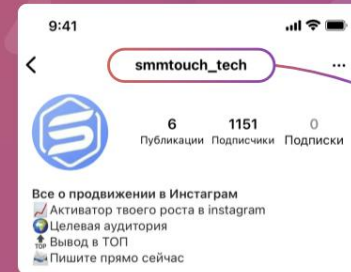 9:41
smmtouch_tech
6 1151 0
Публикации Подписчики Подписки
Все о продвижении в Инстаграм
📈Активатор твоего роста в instagram
🌍Целевая аудитория
🔝Вывод в ТОП
📨Пишите прямо сейчас